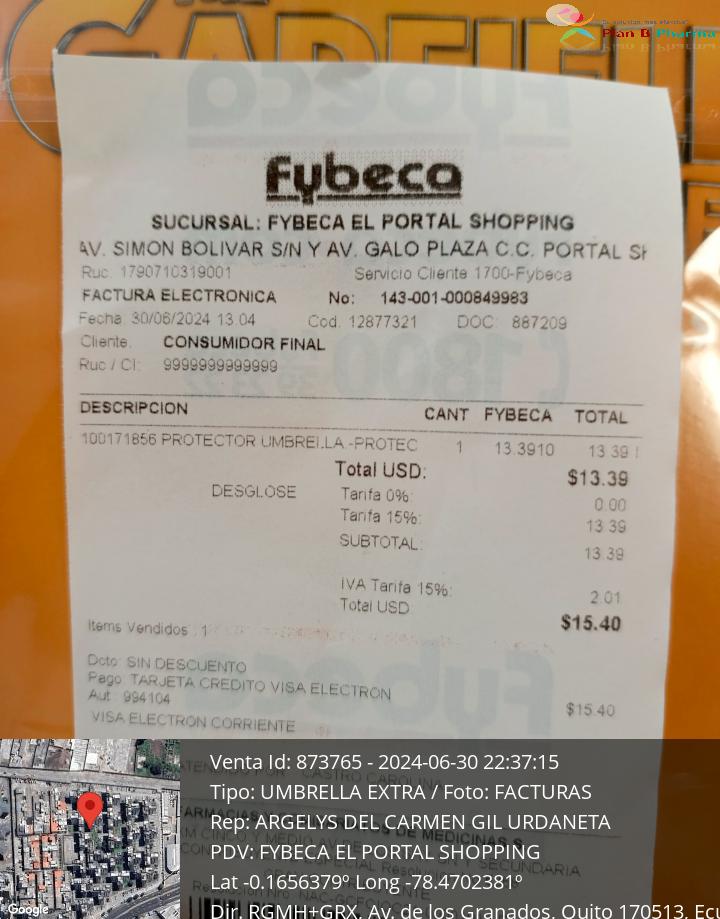 Plan B Pharma
Fybeca
SUCURSAL: FYBECA EL PORTAL SHOPPING
AV. SIMON BOLIVAR S/N Y AV. GALO PLAZA C.C. PORTAL SH
Ruc. 1790710319001 Servicio Cliente 1700-Fybeca
FACTURA ELECTRONICA No: 143-001-000849983
Fecha 30/06/2024 13.04 Cod. 12877321 DOC: 887209
Cliente. CONSUMIDOR FINAL
Ruc / CI: 9999999999999
DESCRIPCION CANT FYBECA TOTAL
100171856 PROTECTOR UMBRELLA -PROTEC 1 13.3910 13.39
Total USD: $13.39
DESGLOSE Tarifa 0%: 0.00
Tarifa 15%: 13.39
SUBTOTAL: 13.39
IVA Tarifa 15%: 2.01
Total USD $15.40
Items Vendidos : 1
Dcto: SIN DESCUENTO
Pago: TARJETA CREDITO VISA ELECTRON $15.40
Aut : 994104
VISA ELECTRON CORRIENTE
CASTRO CAROLINA
Venta Id: 873765 - 2024-06-30 22:37:15
Tipo: UMBRELLA EXTRA / Foto: FACTURAS
Rep: ARGELYS DEL CARMEN GIL URDANETA
PDV: FYBECA EL PORTAL SHOPPING
Lat -0.1656379º Long -78.4702381º
Dir. RGMH+GRX, Av. de los Granados, Quito 170513, Ecu
Google